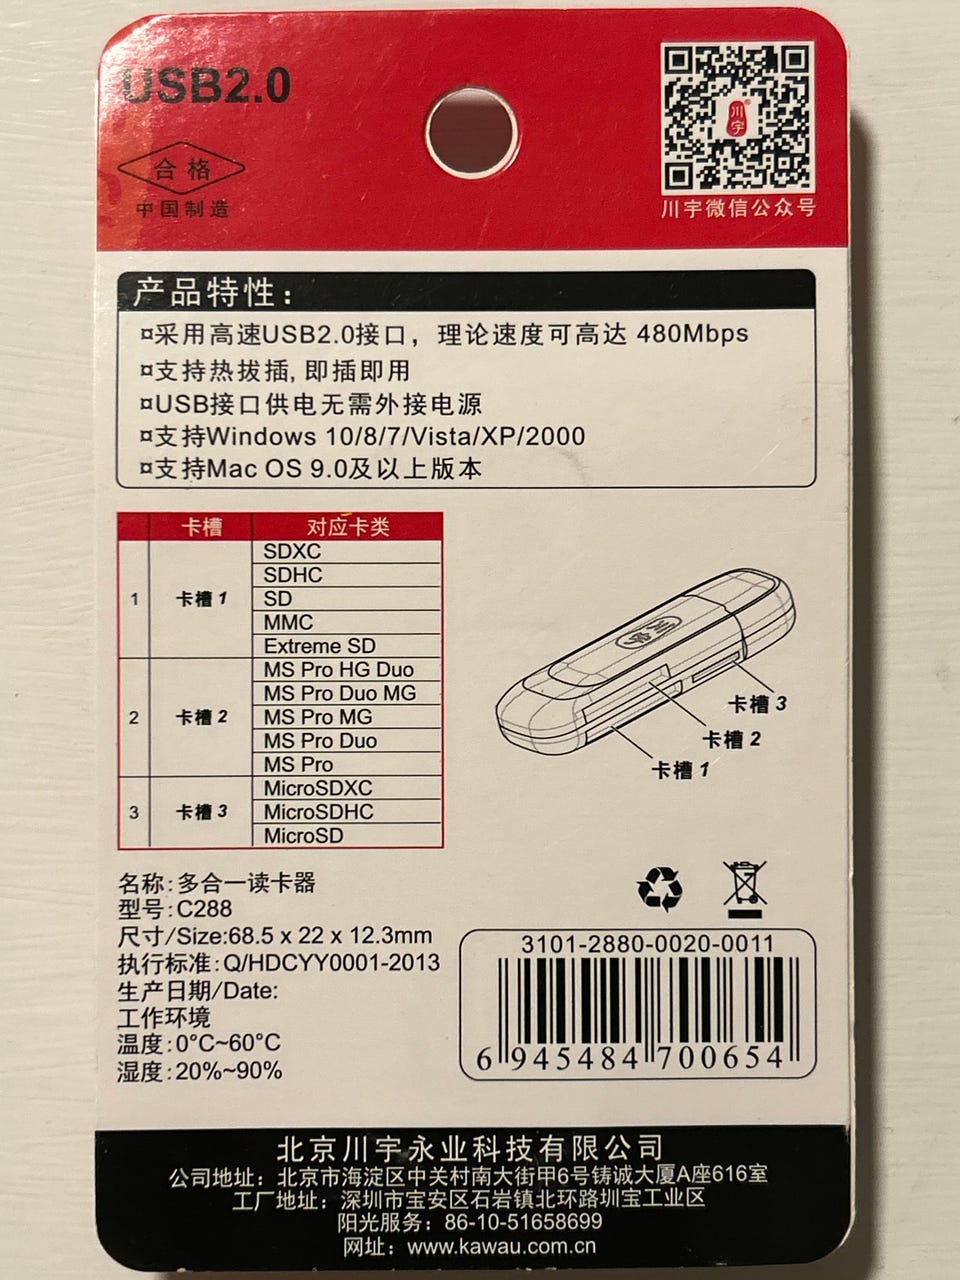 USB2.0
合格
中国制造
川宇®
川宇微信公众号
产品特性：
¤采用高速USB2.0接口，理论速度可高达 480Mbps
¤支持热拔插, 即插即用
¤USB接口供电无需外接电源
¤支持Windows 10/8/7/Vista/XP/2000
¤支持Mac OS 9.0及以上版本
卡槽 对应卡类
1 卡槽 1
SDXC
SDHC
SD
MMC
Extreme SD
2 卡槽 2
MS Pro HG Duo
MS Pro Duo MG
MS Pro MG
MS Pro Duo
MS Pro
3 卡槽 3
MicroSDXC
MicroSDHC
MicroSD
川宇
卡槽 3
卡槽 2
卡槽 1
名称:多合一读卡器
型号:C288
尺寸/Size:68.5 x 22 x 12.3mm
执行标准:Q/HDCYY0001-2013
生产日期/Date:
工作环境
温度:0°C~60°C
湿度:20%~90%
3101-2880-0020-0011
6 945484 700654
北京川宇永业科技有限公司
公司地址：北京市海淀区中关村南大街甲6号铸诚大厦A座616室
工厂地址：深圳市宝安区石岩镇北环路圳宝工业区
阳光服务：86-10-51658699
网址：www.kawau.com.cn